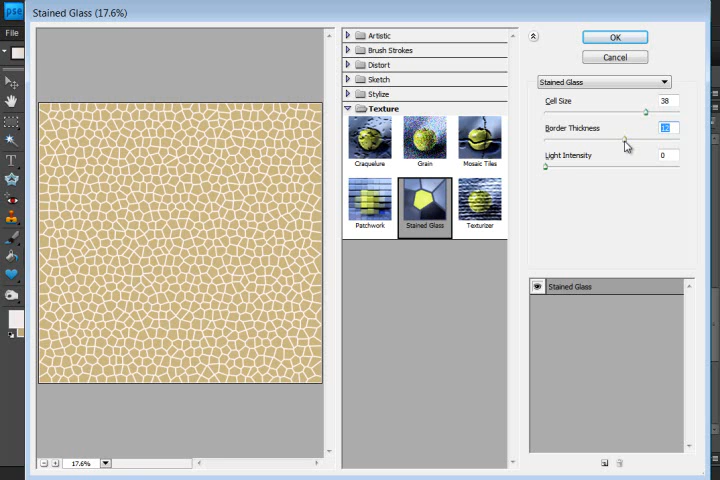 pse
Stained Glass (17.6%)
File
Artistic
Brush Strokes
Distort
Sketch
Stylize
Texture
Craquelure
Grain
Mosaic Tiles
Patchwork
Stained Glass
Texturizer
OK
Cancel
Stained Glass
Cell Size 38
Border Thickness 12
Light Intensity 0
Stained Glass
17.6%
T